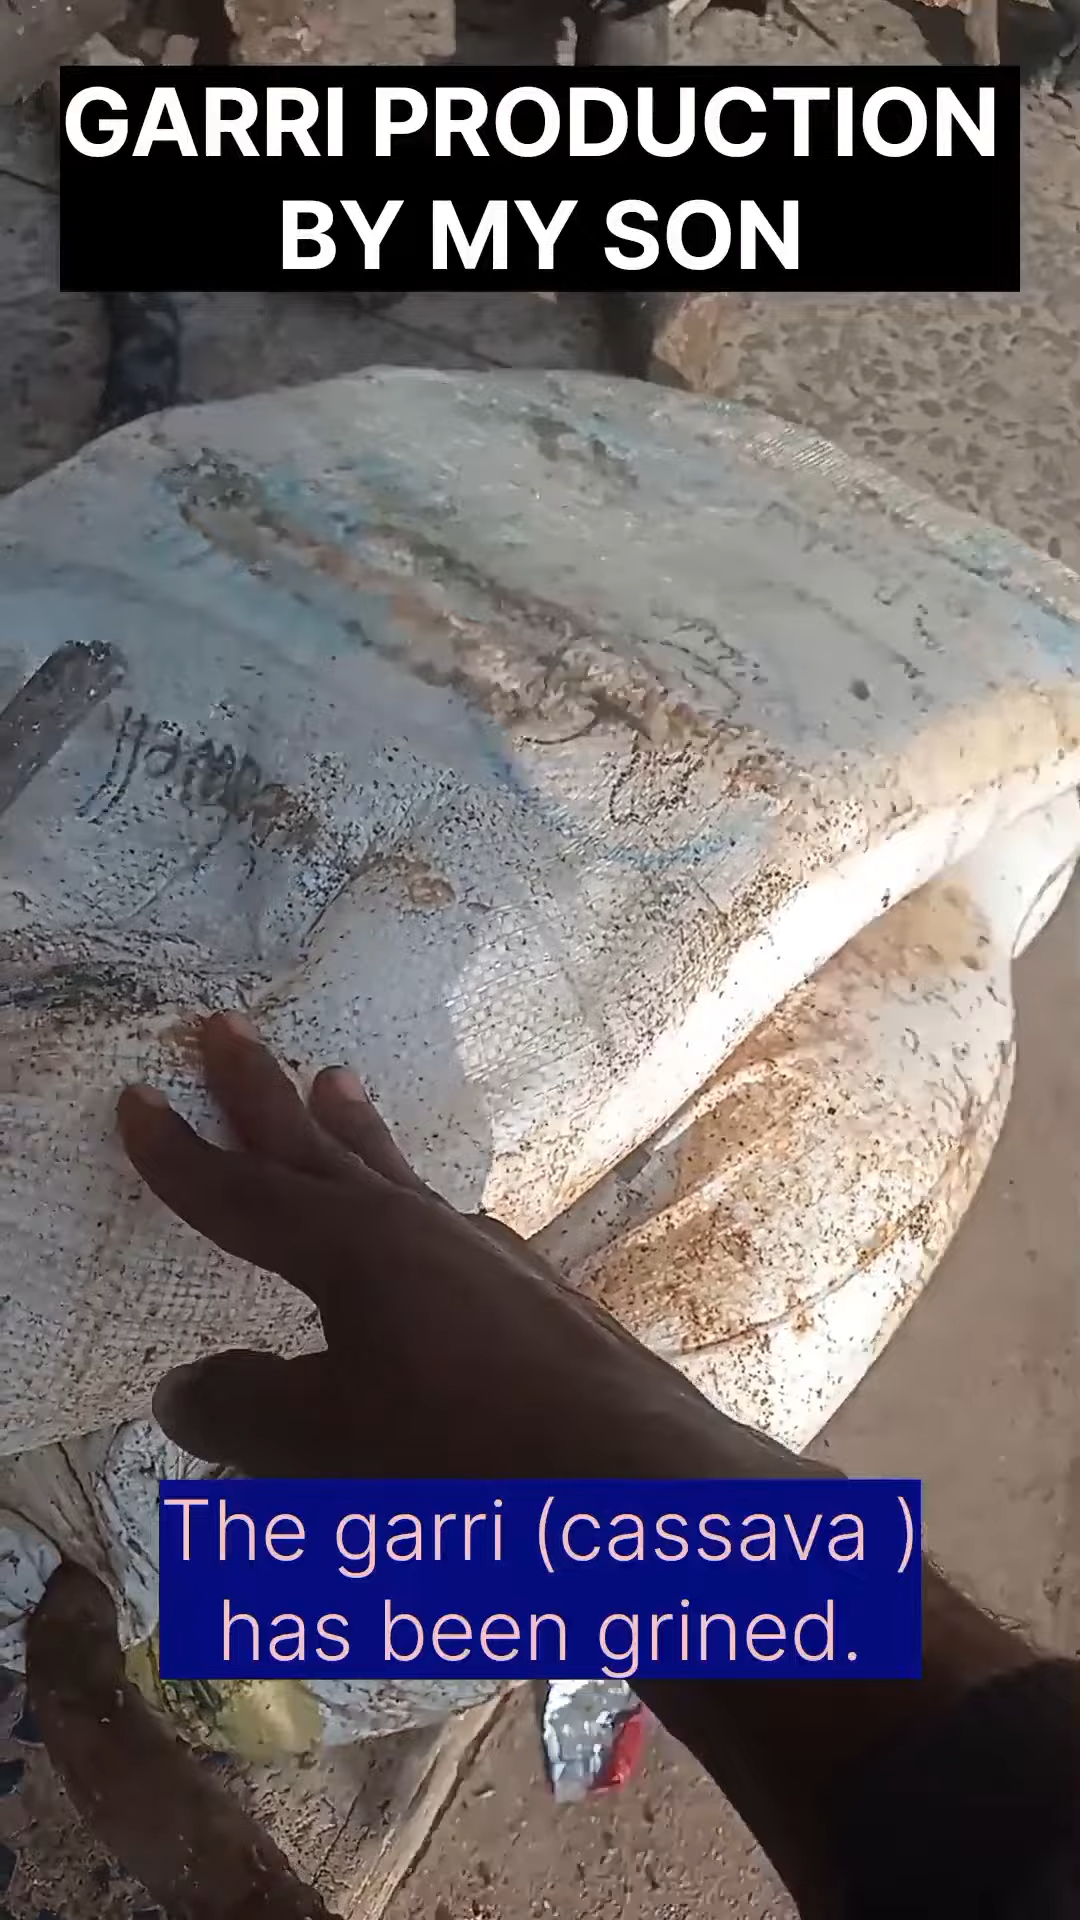 GARRI PRODUCTION
BY MY SON
The garri (cassava )
has been grined.